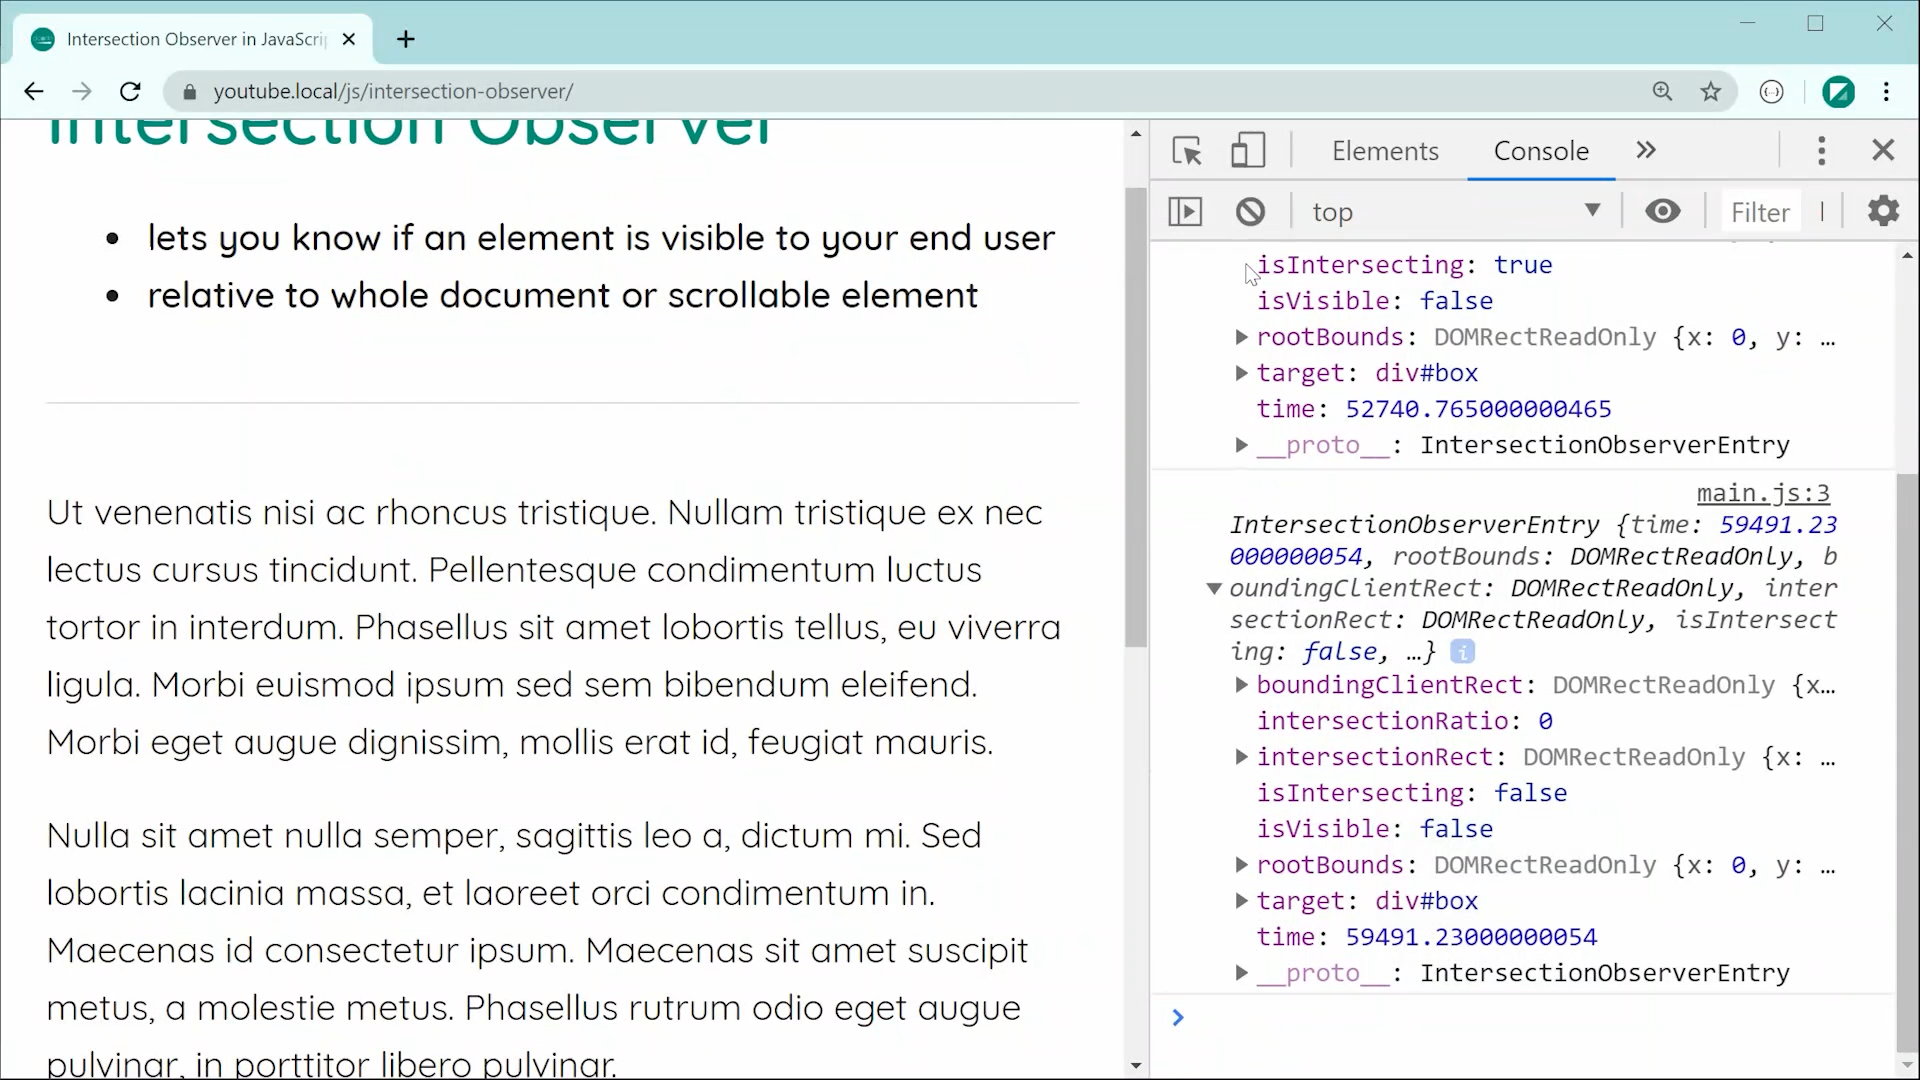 Intersection Observer in JavaScrip
youtube.local/js/intersection-observer/
Intersection Observer
lets you know if an element is visible to your end user
relative to whole document or scrollable element
Ut venenatis nisi ac rhoncus tristique. Nullam tristique ex nec
lectus cursus tincidunt. Pellentesque condimentum luctus
tortor in interdum. Phasellus sit amet lobortis tellus, eu viverra
ligula. Morbi euismod ipsum sed sem bibendum eleifend.
Morbi eget augue dignissim, mollis erat id, feugiat mauris.
Nulla sit amet nulla semper, sagittis leo a, dictum mi. Sed
lobortis lacinia massa, et laoreet orci condimentum in.
Maecenas id consectetur ipsum. Maecenas sit amet suscipit
metus, a molestie metus. Phasellus rutrum odio eget augue
pulvinar, in porttitor libero pulvinar.
Elements Console
top Filter
isIntersecting: true
isVisible: false
rootBounds: DOMRectReadOnly {x: 0, y: …
target: div#box
time: 52740.765000000465
__proto__: IntersectionObserverEntry
main.js:3
IntersectionObserverEntry {time: 59491.23
000000054, rootBounds: DOMRectReadOnly, b
oundingClientRect: DOMRectReadOnly, inter
sectionRect: DOMRectReadOnly, isIntersect
ing: false, …}
boundingClientRect: DOMRectReadOnly {x…
intersectionRatio: 0
intersectionRect: DOMRectReadOnly {x: …
isIntersecting: false
isVisible: false
rootBounds: DOMRectReadOnly {x: 0, y: …
target: div#box
time: 59491.23000000054
__proto__: IntersectionObserverEntry